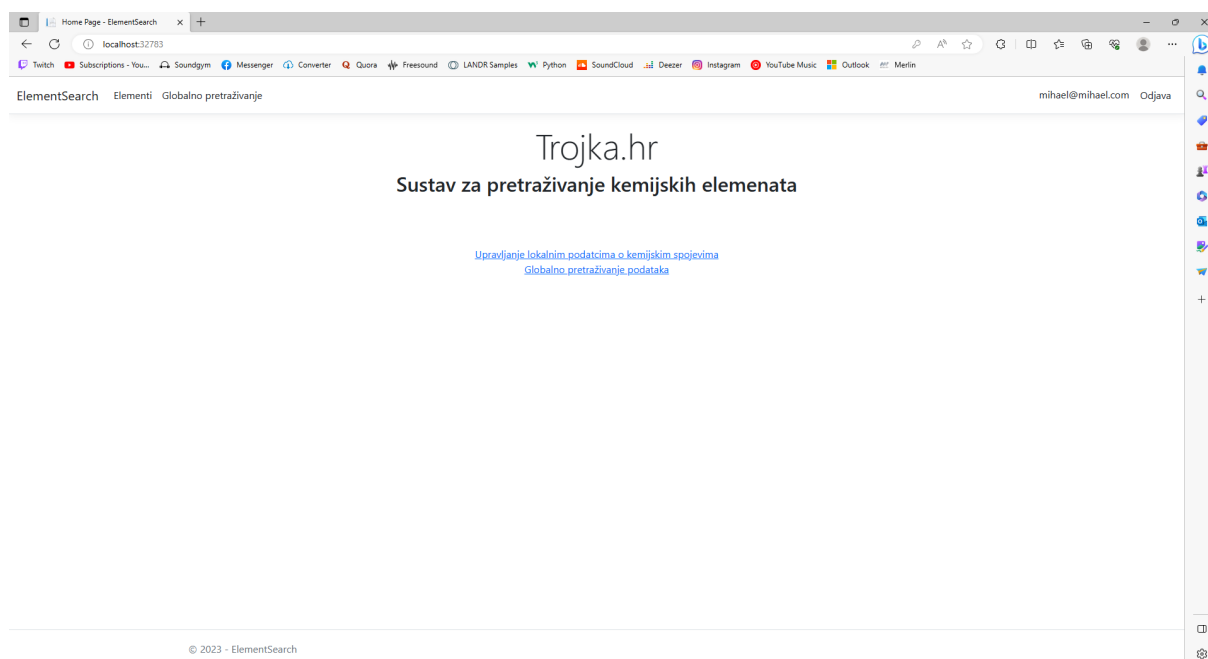 Home Page - ElementSearch
localhost:32783
Twitch Subscriptions - You... Soundgym Messenger Converter Quora Freesound LANDR Samples Python SoundCloud Deezer Instagram YouTube Music Outlook Merlin
ElementSearch Elementi Globalno pretraživanje mihael@mihael.com Odjava
Trojka.hr
Sustav za pretraživanje kemijskih elemenata
Upravljanje lokalnim podatcima o kemijskim spojevima
Globalno pretraživanje podataka
© 2023 - ElementSearch